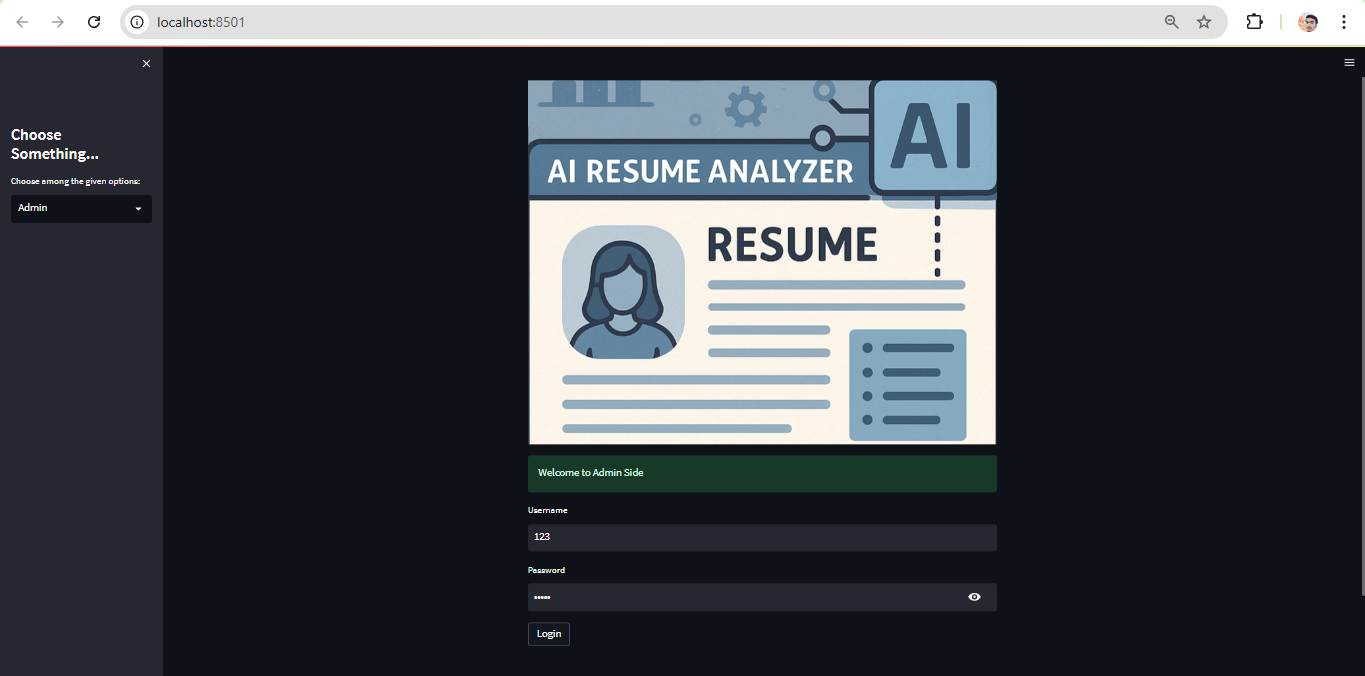 localhost:8501
Choose
Something...
Choose among the given options:
Admin
AI
AI RESUME ANALYZER
RESUME
Welcome to Admin Side
Username
123
Password
•••••
Login